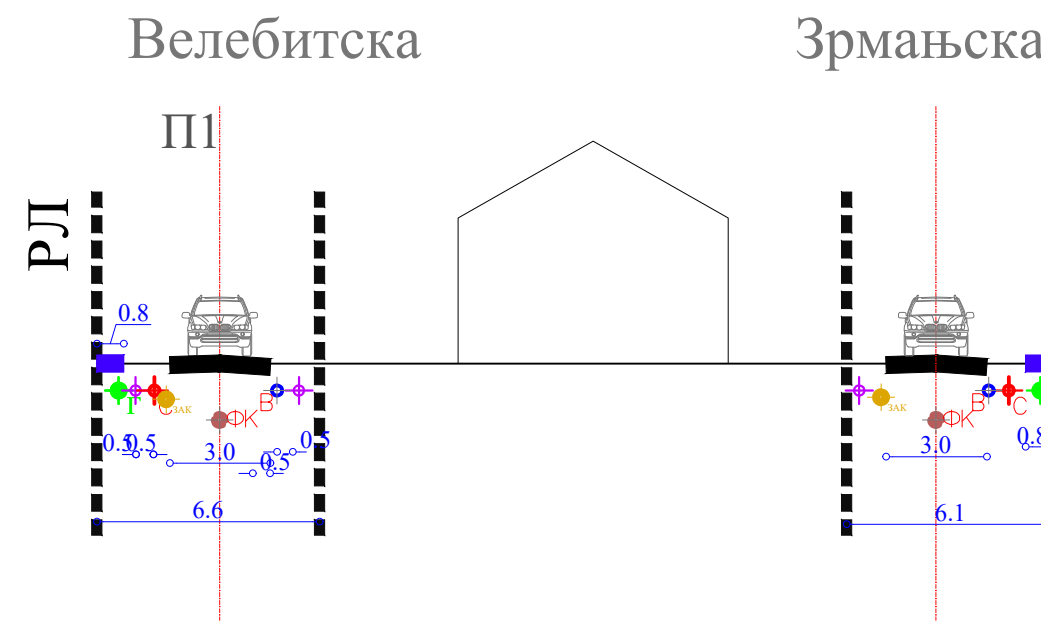 Велебитска
Зрмањска
П1
РЛ
0.8
Г
С
ЗАК
ФК
В
0.5
0.5
3.0
0.5
0.5
6.6
ЗАК
ФК
В
С
3.0
0.8
6.1